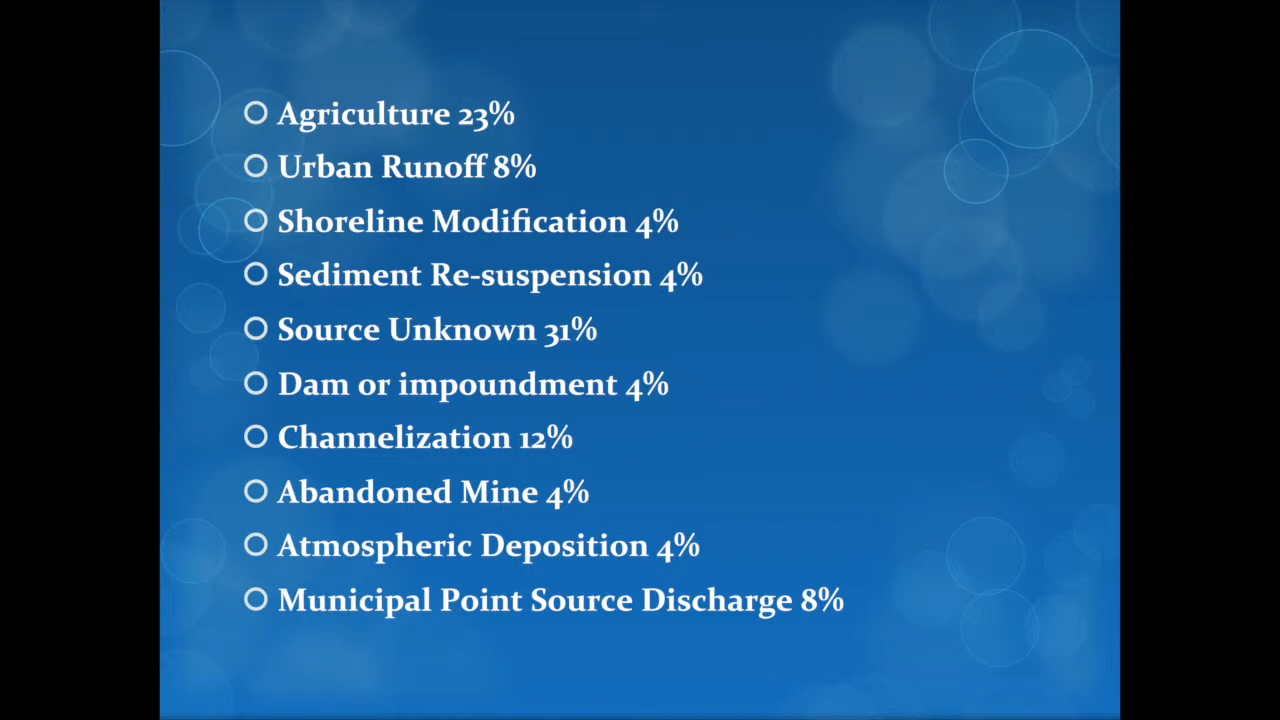 Agriculture 23%
Urban Runoff 8%
Shoreline Modification 4%
Sediment Re-suspension 4%
Source Unknown 31%
Dam or impoundment 4%
Channelization 12%
Abandoned Mine 4%
Atmospheric Deposition 4%
Municipal Point Source Discharge 8%